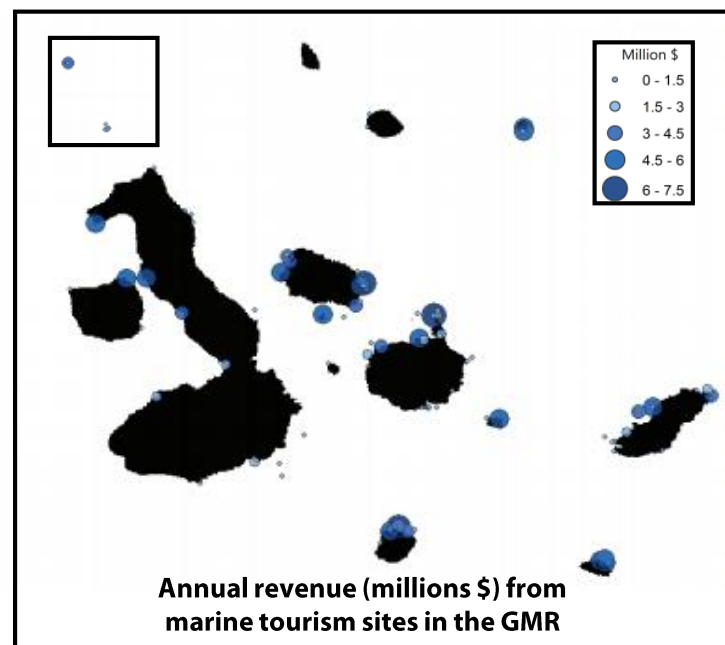 Million $
0 - 1.5
1.5 - 3
3 - 4.5
4.5 - 6
6 - 7.5
Annual revenue (millions $) from
marine tourism sites in the GMR